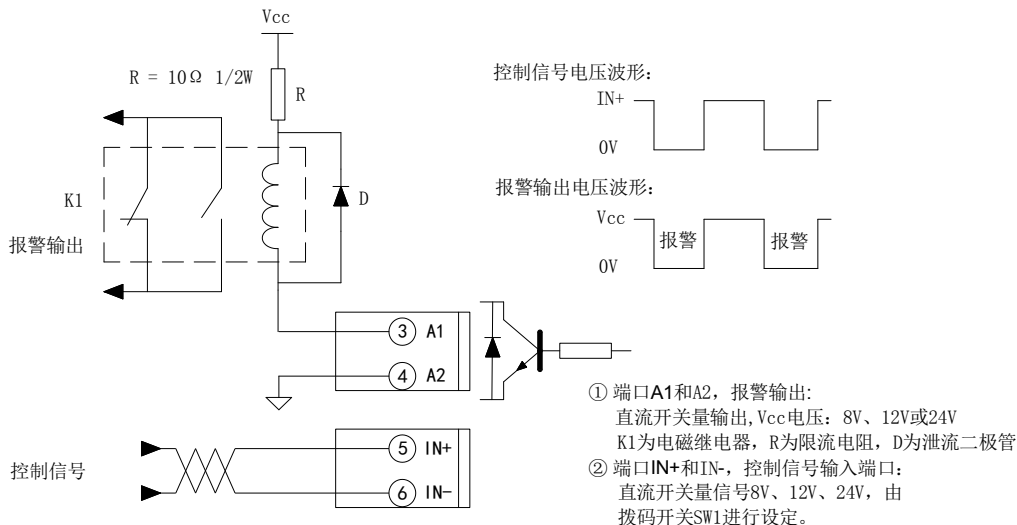 Vcc
R = 10Ω 1/2W
R
K1
D
报警输出
3 A1
4 A2
控制信号
5 IN+
6 IN-
控制信号电压波形:
IN+
0V
报警输出电压波形:
Vcc
报警 报警
0V
① 端口A1和A2, 报警输出:
直流开关量输出,Vcc电压: 8V、12V或24V
K1为电磁继电器, R为限流电阻, D为泄流二极管
② 端口IN+和IN-, 控制信号输入端口:
直流开关量信号8V、12V、24V, 由
拨码开关SW1进行设定。